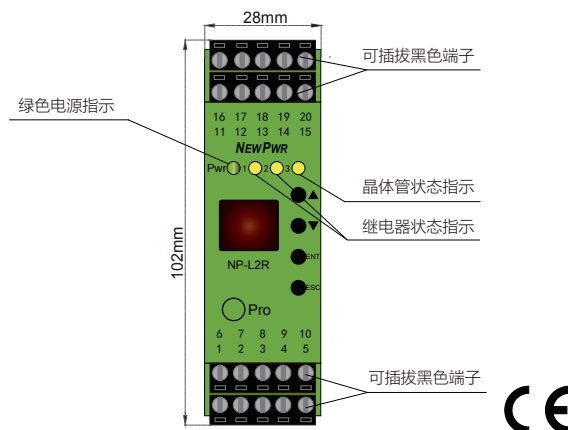 28mm
可插拔黑色端子
绿色电源指示
16 17 18 19 20
11 12 13 14 15
NEWPWR
Pwr 1 2 3
晶体管状态指示
▲
继电器状态指示
▼
102mm
ENT
NP-L2R
ESC
Pro
6 7 8 9 10
1 2 3 4 5
可插拔黑色端子
CE